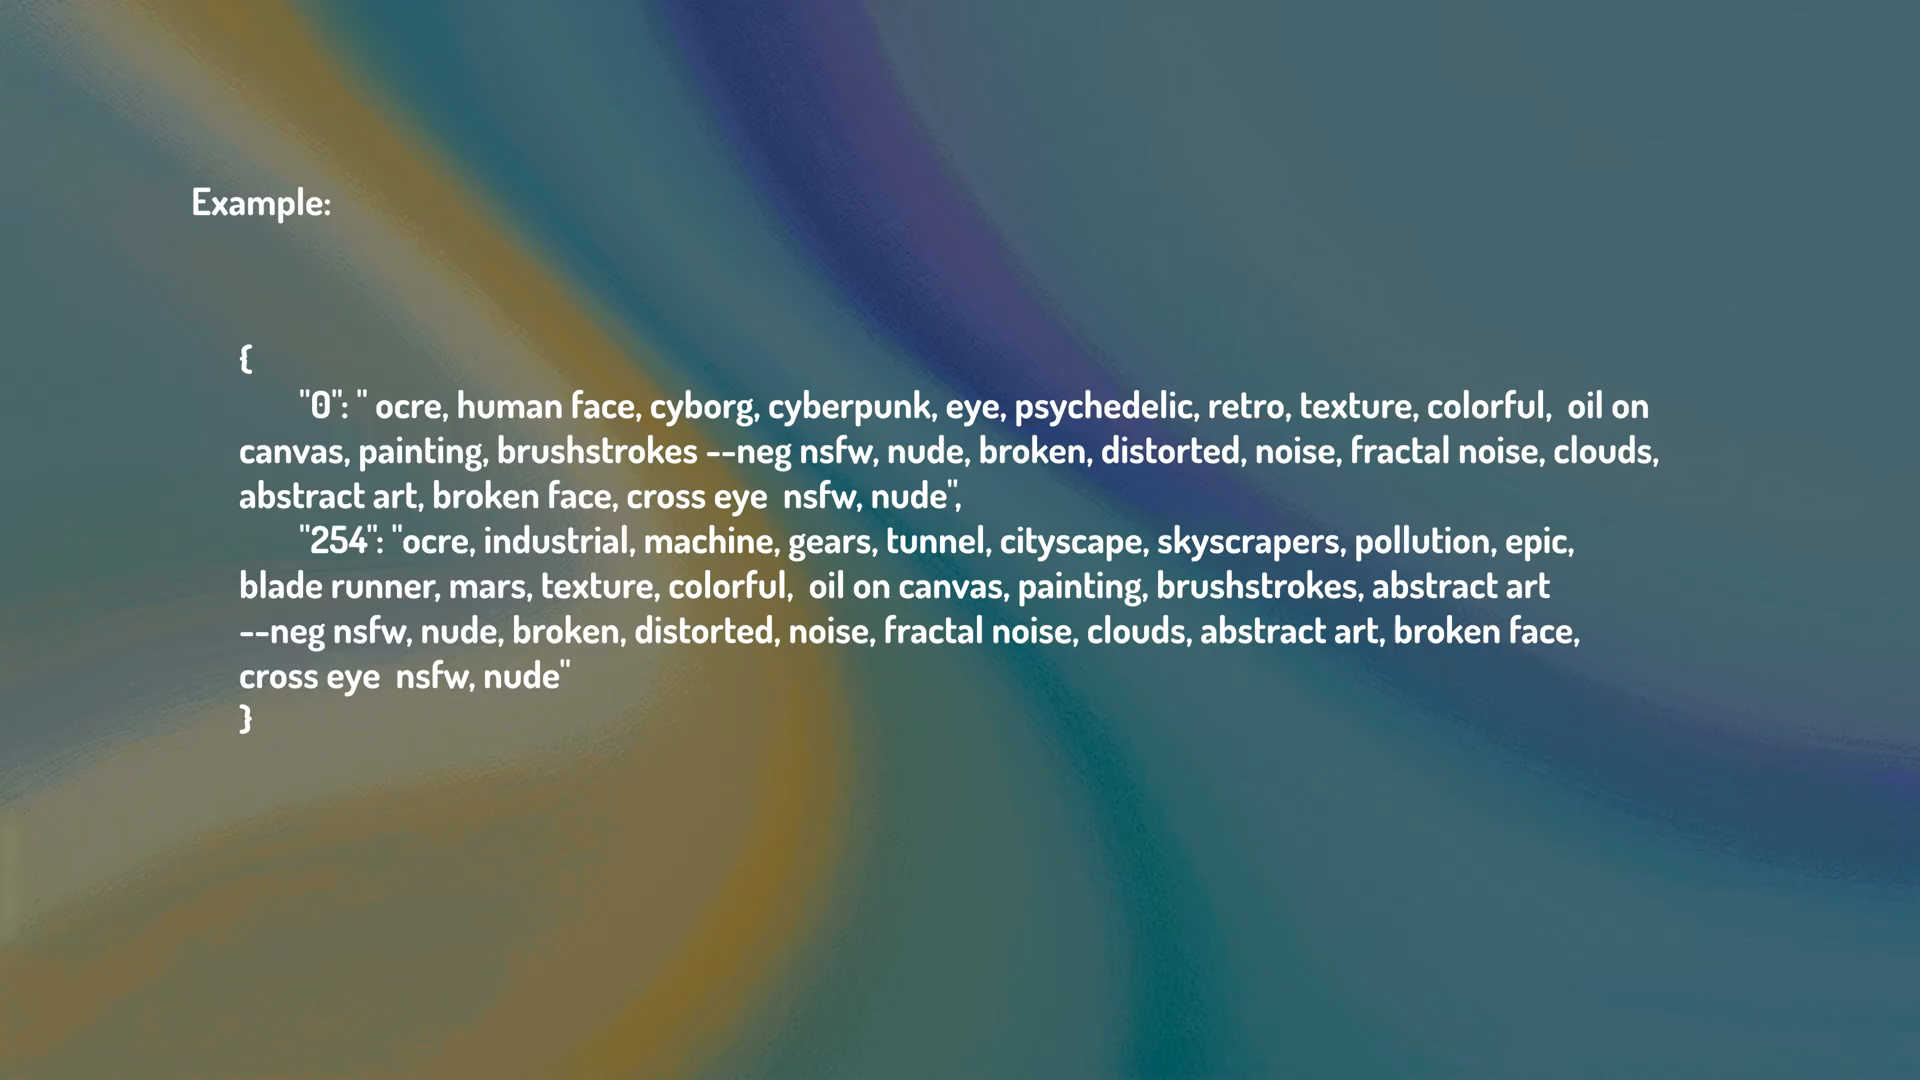 Example:
{
"0": " ocre, human face, cyborg, cyberpunk, eye, psychedelic, retro, texture, colorful,  oil on
canvas, painting, brushstrokes --neg nsfw, nude, broken, distorted, noise, fractal noise, clouds,
abstract art, broken face, cross eye  nsfw, nude",
"254": "ocre, industrial, machine, gears, tunnel, cityscape, skyscrapers, pollution, epic,
blade runner, mars, texture, colorful,  oil on canvas, painting, brushstrokes, abstract art
--neg nsfw, nude, broken, distorted, noise, fractal noise, clouds, abstract art, broken face,
cross eye  nsfw, nude"
}